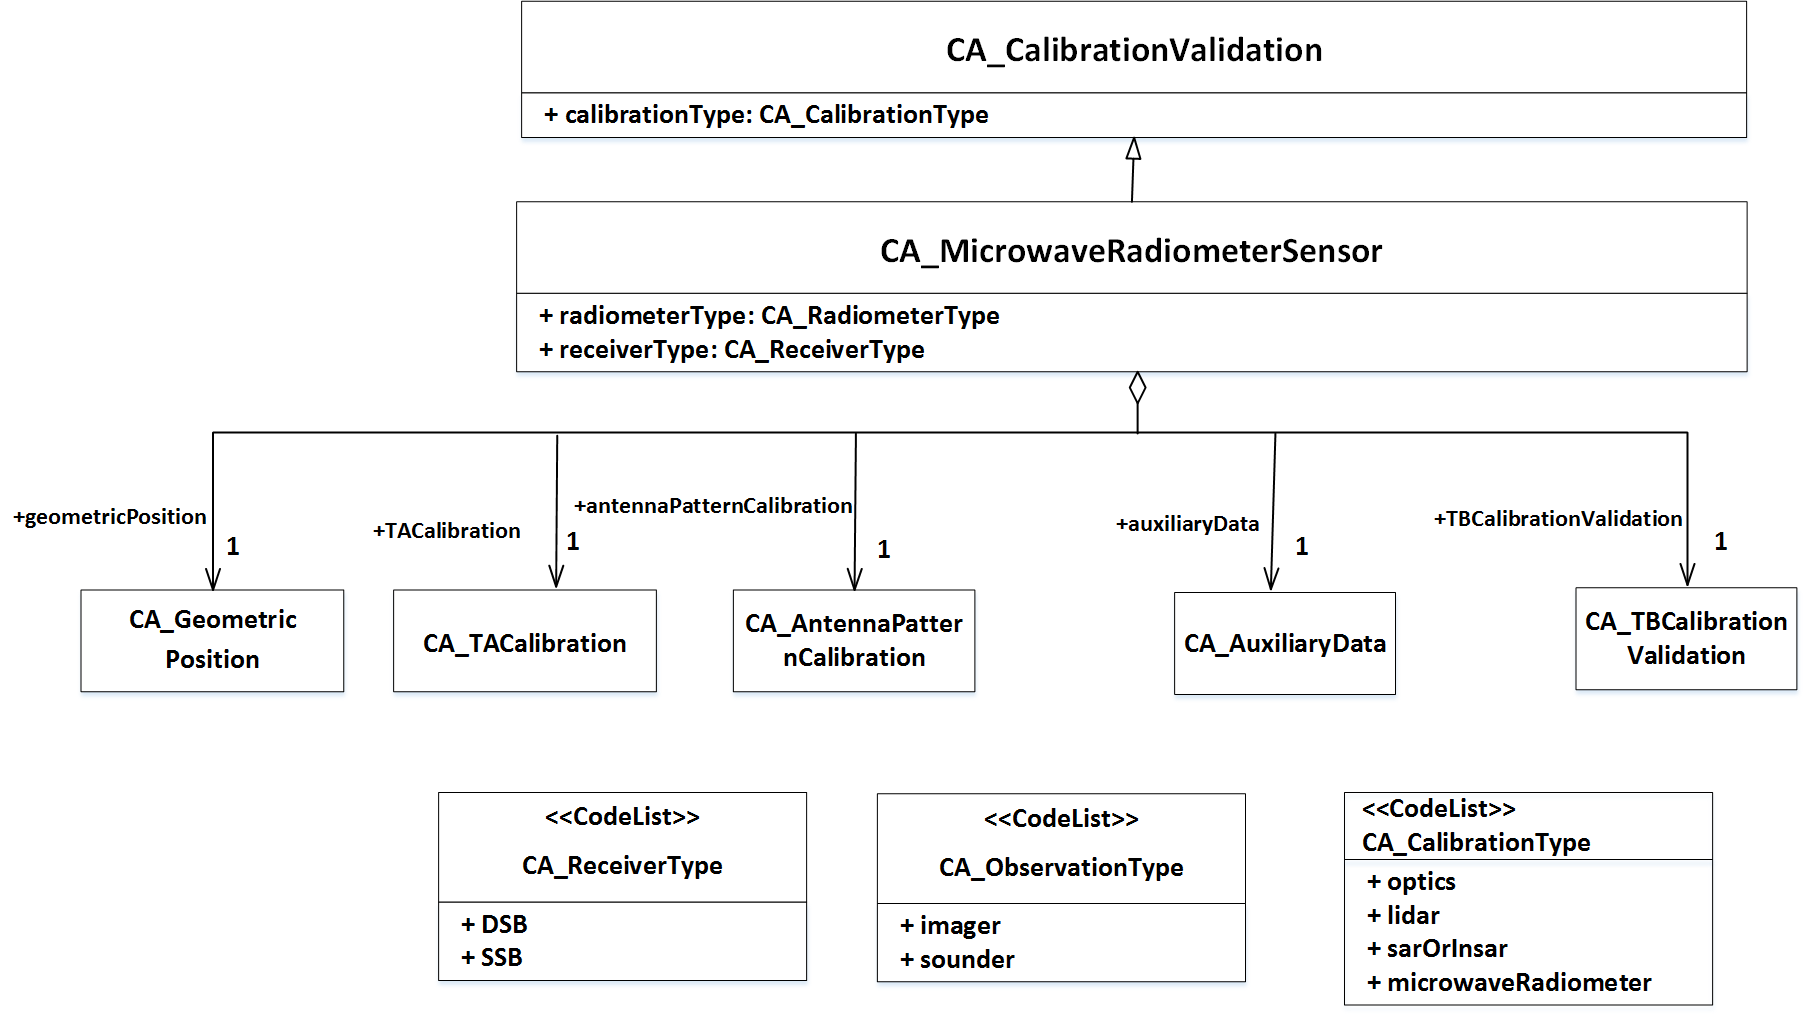 CA_CalibrationValidation
+ calibrationType: CA_CalibrationType
CA_MicrowaveRadiometerSensor
+ radiometerType: CA_RadiometerType
+ receiverType: CA_ReceiverType
+geometricPosition
1
+TACalibration
1
+antennaPatternCalibration
1
+auxiliaryData
1
+TBCalibrationValidation
1
CA_Geometric
Position
CA_TACalibration
CA_AntennaPatter
nCalibration
CA_AuxiliaryData
CA_TBCalibration
Validation
<<CodeList>>
CA_ReceiverType
+ DSB
+ SSB
<<CodeList>>
CA_ObservationType
+ imager
+ sounder
<<CodeList>>
CA_CalibrationType
+ optics
+ lidar
+ sarOrInsar
+ microwaveRadiometer